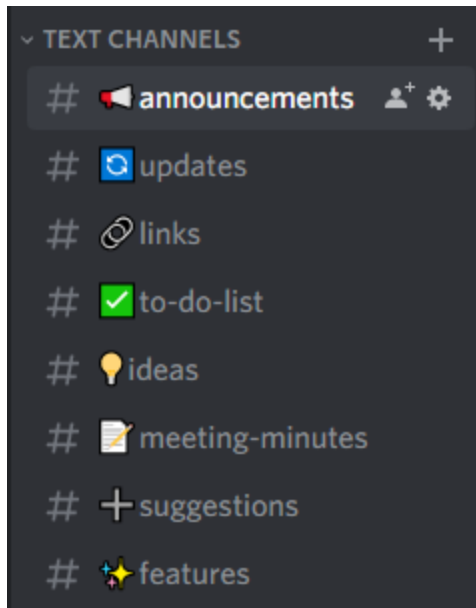 TEXT CHANNELS
# 📢announcements
# 🔄updates
# 🔗links
# ✅to-do-list
# 💡ideas
# 📝meeting-minutes
# ➕suggestions
# ✨features